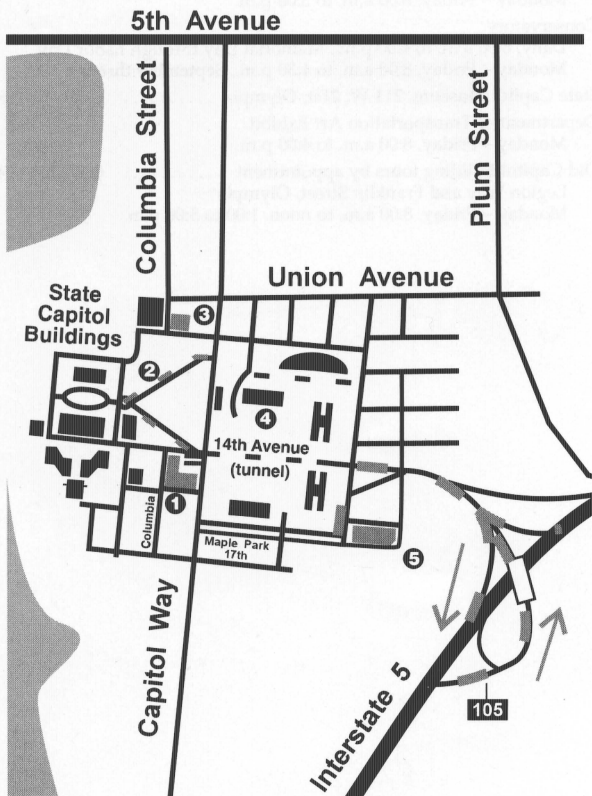 5th Avenue
Columbia Street
Plum Street
Union Avenue
State
Capitol
Buildings
3
2
4
14th Avenue
(tunnel)
1
Columbia
Maple Park
17th
5
Capitol Way
Interstate 5
105